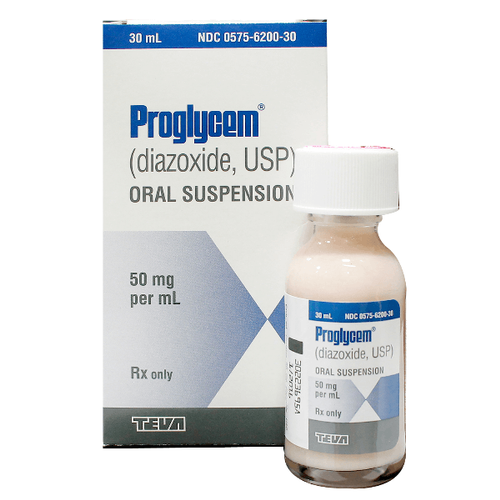 30 mL NDC 0575-6200-30
Proglycem®
(diazoxide, USP)
ORAL SUSPENSION
50 mg
per mL
Rx only
TEVA
30 mL NDC 0575-6200-30
Proglycem®
(diazoxide, USP)
ORAL SUSPENSION
50 mg
per mL
Rx only
TEVA